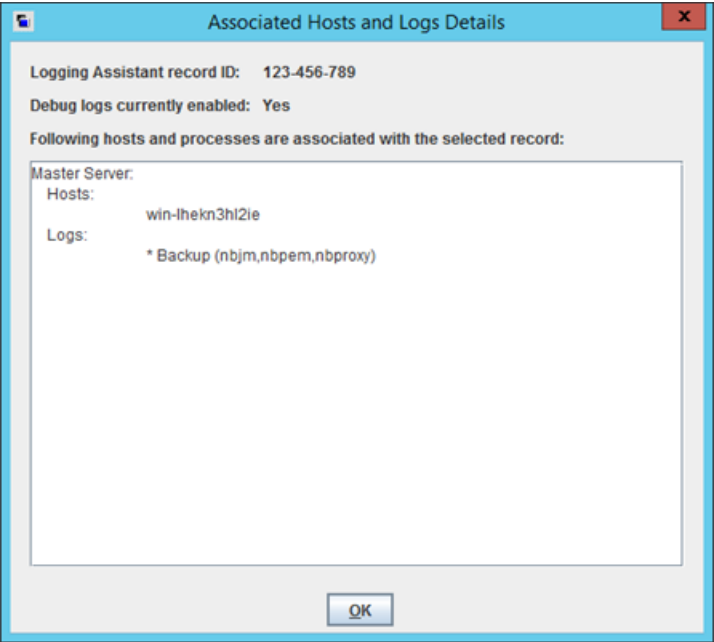 Associated Hosts and Logs Details
x
Logging Assistant record ID: 123-456-789
Debug logs currently enabled: Yes
Following hosts and processes are associated with the selected record:
Master Server:
Hosts:
win-lhekn3hl2ie
Logs:
* Backup (nbjm,nbpem,nbproxy)
OK